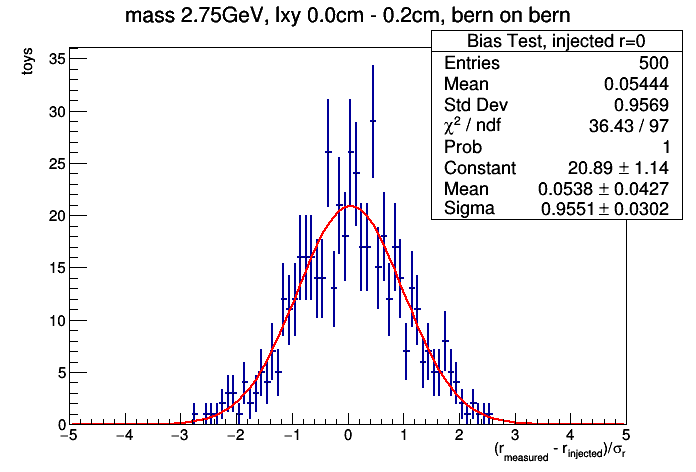 mass 2.75GeV, lxy 0.0cm - 0.2cm, bern on bern
Bias Test, injected r=0
Entries 500
Mean 0.05444
Std Dev 0.9569
χ² / ndf 36.43 / 97
Prob 1
Constant 20.89 ± 1.14
Mean 0.0538 ± 0.0427
Sigma 0.9551 ± 0.0302
toys
35
30
25
20
15
10
5
0
−5 −4 −3 −2 −1 0 1 2 3 4 5
(r_measured - r_injected)/σ_r